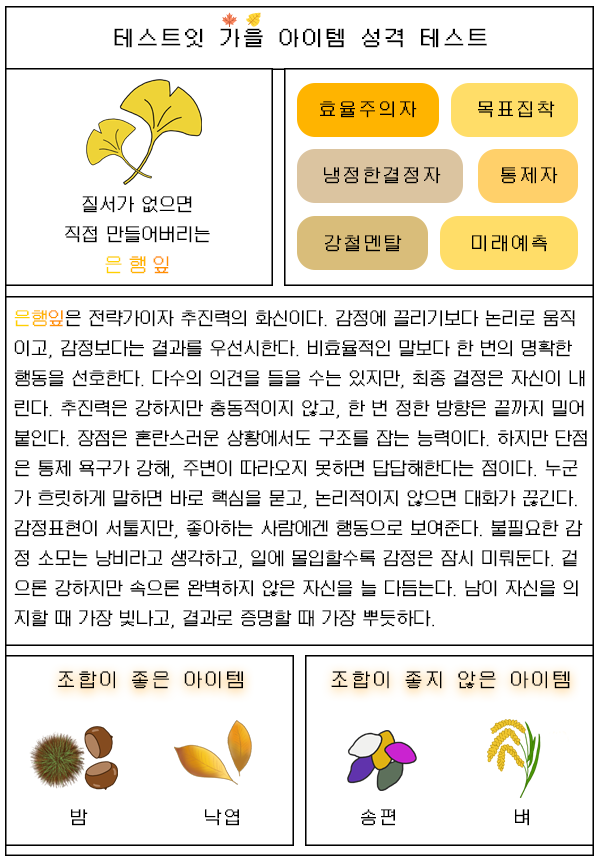 테스트잇 가을 아이템 성격 테스트
질서가 없으면
직접 만들어버리는
은행잎
효율주의자 목표집착
냉정한결정자 통제자
강철멘탈 미래예측
은행잎은 전략가이자 추진력의 화신이다. 감정에 끌리기보다 논리로 움직
이고, 감정보다는 결과를 우선시한다. 비효율적인 말보다 한 번의 명확한
행동을 선호한다. 다수의 의견을 들을 수는 있지만, 최종 결정은 자신이 내
린다. 추진력은 강하지만 충동적이지 않고, 한 번 정한 방향은 끝까지 밀어
붙인다. 장점은 혼란스러운 상황에서도 구조를 잡는 능력이다. 하지만 단점
은 통제 욕구가 강해, 주변이 따라오지 못하면 답답해한다는 점이다. 누군
가 흐릿하게 말하면 바로 핵심을 묻고, 논리적이지 않으면 대화가 끊긴다.
감정표현이 서툴지만, 좋아하는 사람에겐 행동으로 보여준다. 불필요한 감
정 소모는 낭비라고 생각하고, 일에 몰입할수록 감정은 잠시 미뤄둔다. 겉
으론 강하지만 속으론 완벽하지 않은 자신을 늘 다듬는다. 남이 자신을 의
지할 때 가장 빛나고, 결과로 증명할 때 가장 뿌듯하다.
조합이 좋은 아이템
밤 낙엽
조합이 좋지 않은 아이템
송편 벼